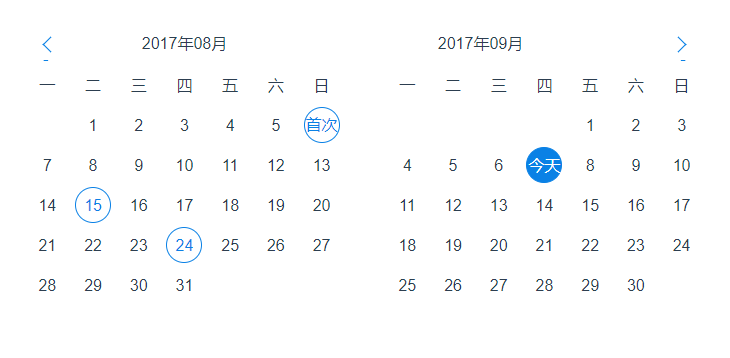 2017年08月
一 二 三 四 五 六 日
1 2 3 4 5 首次
7 8 9 10 11 12 13
14 15 16 17 18 19 20
21 22 23 24 25 26 27
28 29 30 31
2017年09月
一 二 三 四 五 六 日
1 2 3
4 5 6 今天 8 9 10
11 12 13 14 15 16 17
18 19 20 21 22 23 24
25 26 27 28 29 30